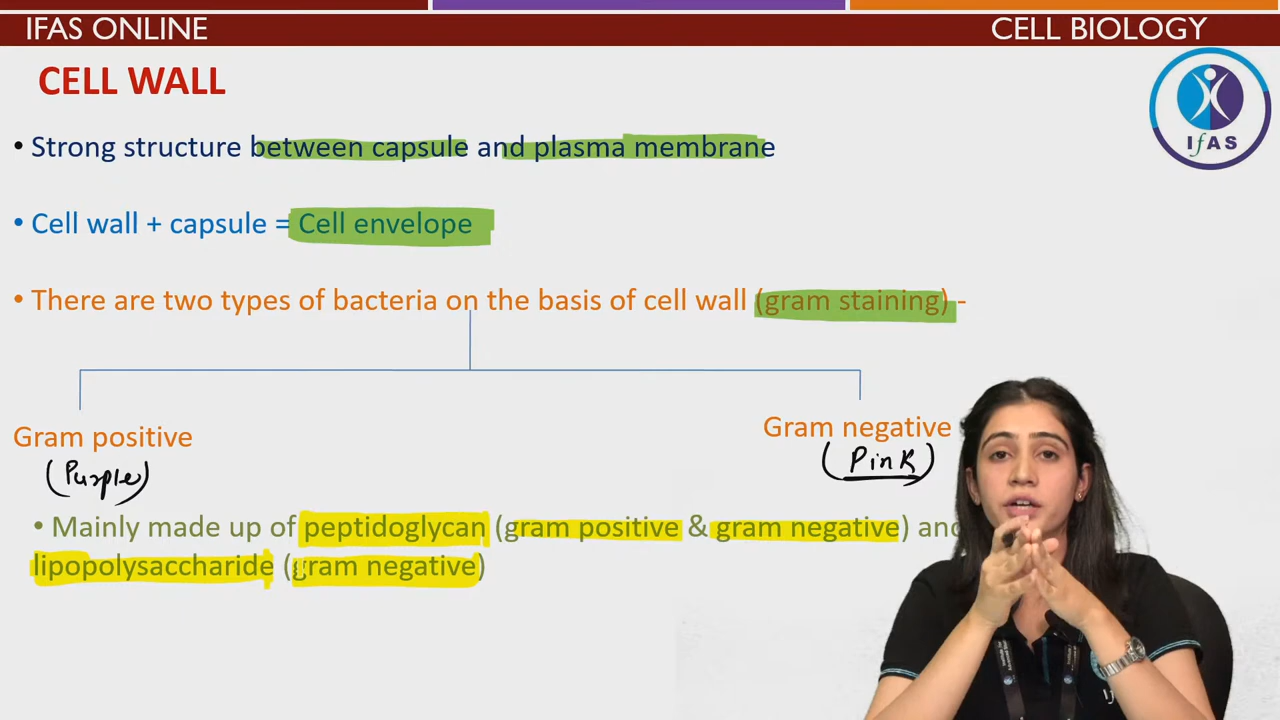 IFAS ONLINE
CELL BIOLOGY
CELL WALL
IfAS
• Strong structure between capsule and plasma membrane
• Cell wall + capsule = Cell envelope
• There are two types of bacteria on the basis of cell wall (gram staining) -
Gram positive
Gram negative
(Purple)
(Pink)
• Mainly made up of peptidoglycan (gram positive & gram negative) and
lipopolysaccharide (gram negative)